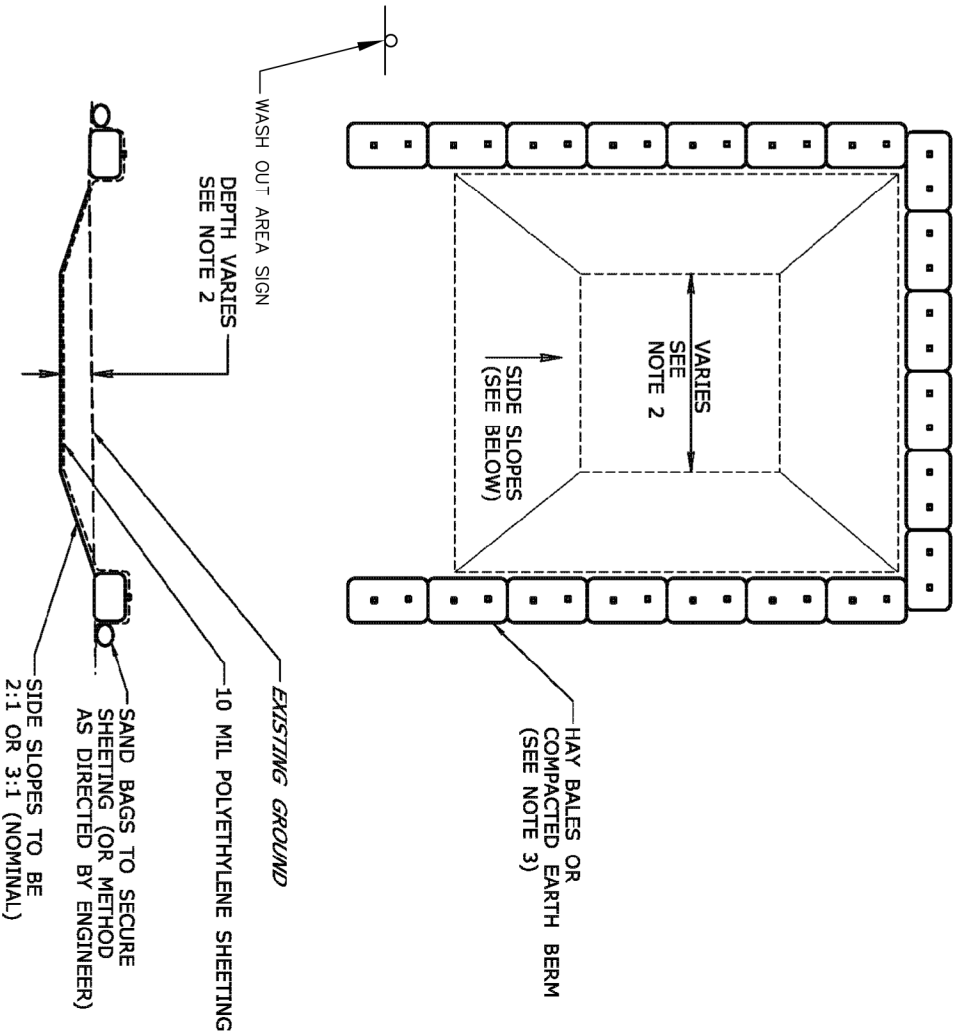 HAY BALES OR
COMPACTED EARTH BERM
(SEE NOTE 3)
VARIES
SEE
NOTE 2
SIDE SLOPES
(SEE BELOW)
WASH OUT AREA SIGN
DEPTH VARIES
SEE NOTE 2
EXISTING GROUND
10 MIL POLYETHYLENE SHEETING
SAND BAGS TO SECURE
SHEETING (OR METHOD
AS DIRECTED BY ENGINEER)
SIDE SLOPES TO BE
2:1 OR 3:1 (NOMINAL)